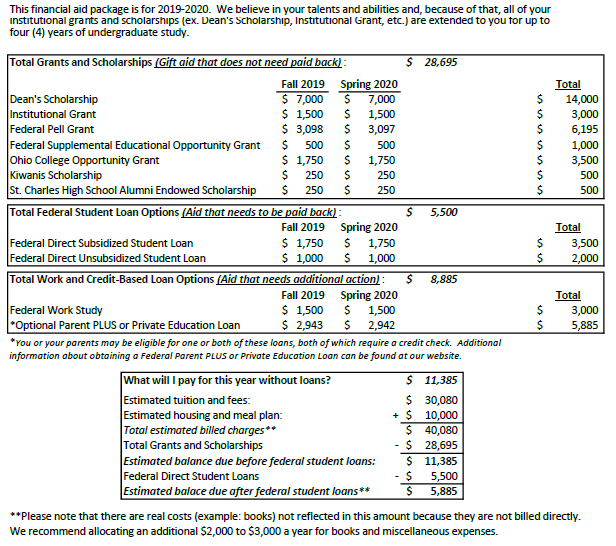 This financial aid package is for 2019-2020. We believe in your talents and abilities and, because of that, all of your
institutional grants and scholarships (ex. Dean's Scholarship, Institutional Grant, etc.) are extended to you for up to
four (4) years of undergraduate study.
Total Grants and Scholarships (Gift aid that does not need paid back) : $ 28,695
Fall 2019 Spring 2020 Total
Dean's Scholarship $ 7,000 $ 7,000 $ 14,000
Institutional Grant $ 1,500 $ 1,500 $ 3,000
Federal Pell Grant $ 3,098 $ 3,097 $ 6,195
Federal Supplemental Educational Opportunity Grant $ 500 $ 500 $ 1,000
Ohio College Opportunity Grant $ 1,750 $ 1,750 $ 3,500
Kiwanis Scholarship $ 250 $ 250 $ 500
St. Charles High School Alumni Endowed Scholarship $ 250 $ 250 $ 500
Total Federal Student Loan Options (Aid that needs to be paid back) : $ 5,500
Fall 2019 Spring 2020 Total
Federal Direct Subsidized Student Loan $ 1,750 $ 1,750 $ 3,500
Federal Direct Unsubsidized Student Loan $ 1,000 $ 1,000 $ 2,000
Total Work and Credit-Based Loan Options (Aid that needs additional action) : $ 8,885
Fall 2019 Spring 2020 Total
Federal Work Study $ 1,500 $ 1,500 $ 3,000
*Optional Parent PLUS or Private Education Loan $ 2,943 $ 2,942 $ 5,885
*You or your parents may be eligible for one or both of these loans, both of which require a credit check. Additional
information about obtaining a Federal Parent PLUS or Private Education Loan can be found at our website.
What will I pay for this year without loans? $ 11,385
Estimated tuition and fees: $ 30,080
Estimated housing and meal plan: + $ 10,000
Total estimated billed charges** $ 40,080
Total Grants and Scholarships - $ 28,695
Estimated balance due before federal student loans: $ 11,385
Federal Direct Student Loans - $ 5,500
Estimated balace due after federal student loans** $ 5,885
**Please note that there are real costs (example: books) not reflected in this amount because they are not billed directly.
We recommend allocating an additional $2,000 to $3,000 a year for books and miscellaneous expenses.